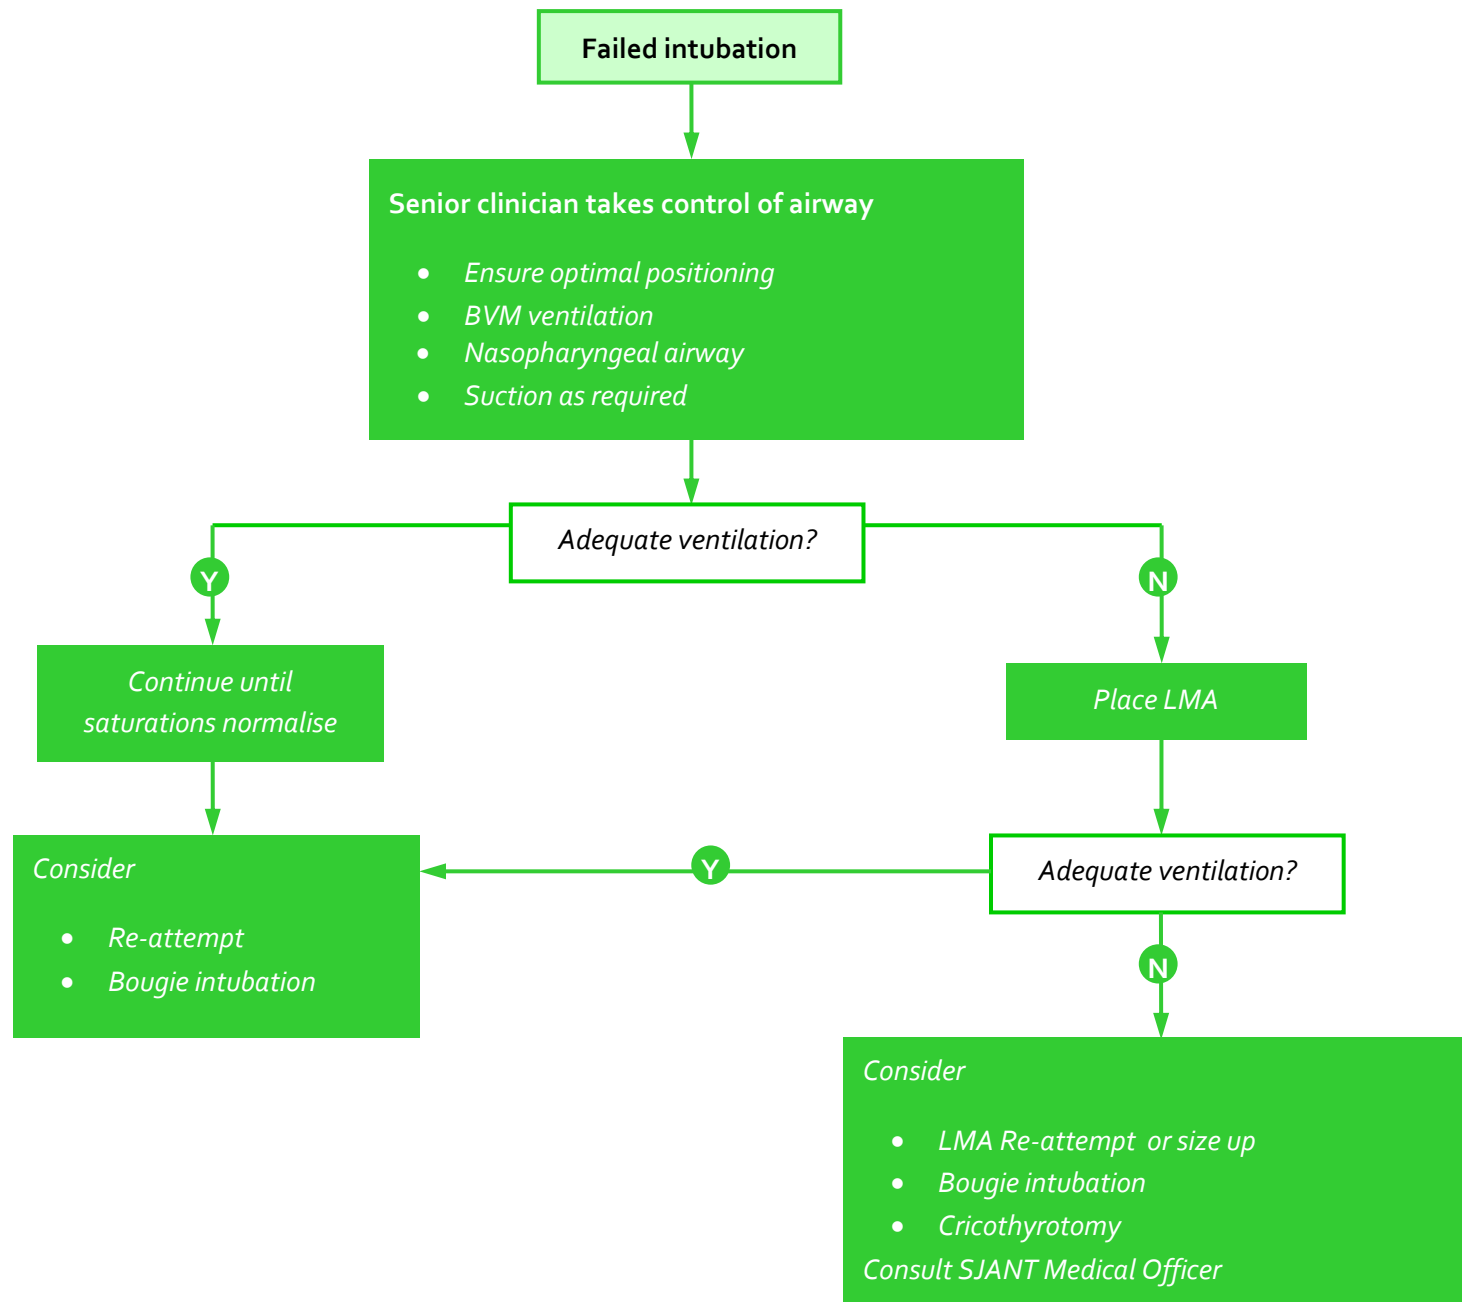 Failed intubation
Senior clinician takes control of airway
• Ensure optimal positioning
• BVM ventilation
• Nasopharyngeal airway
• Suction as required
Adequate ventilation?
Y
N
Continue until
saturations normalise
Place LMA
Consider
• Re-attempt
• Bougie intubation
Y
Adequate ventilation?
N
Consider
• LMA Re-attempt  or size up
• Bougie intubation
• Cricothyrotomy
Consult SJANT Medical Officer